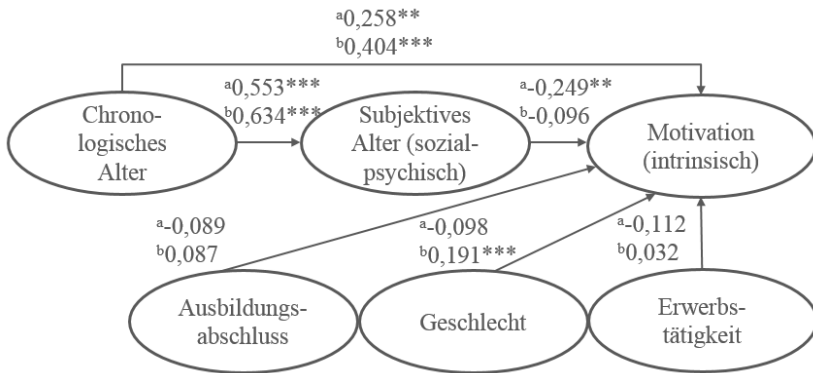 ᵃ0,258**
ᵇ0,404***
ᵃ0,553***
ᵇ0,634***
ᵃ-0,249**
ᵇ-0,096
Chrono-
logisches
Alter
Subjektives
Alter (sozial-
psychisch)
Motivation
(intrinsisch)
ᵃ-0,089
ᵇ0,087
ᵃ-0,098
ᵇ0,191***
ᵃ-0,112
ᵇ0,032
Ausbildungs-
abschluss
Geschlecht
Erwerbs-
tätigkeit